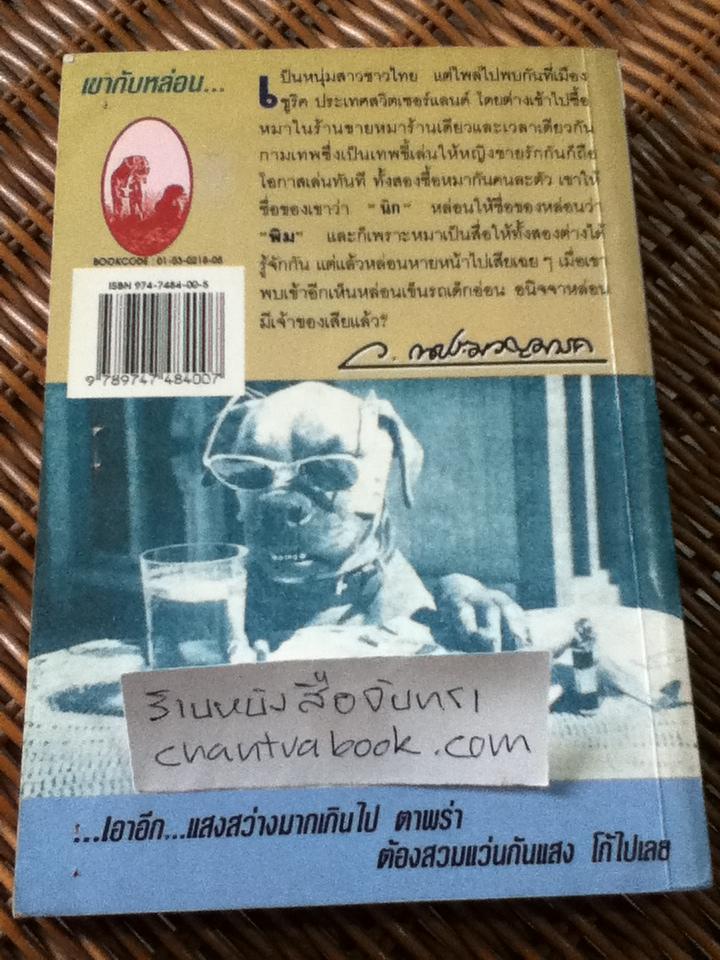 เขากับหล่อน...
เป็นหนุ่มสาวชาวไทย แต่ไพล่ไปพบกันที่เมือง
ซูริค ประเทศสวิตเซอร์แลนด์ โดยต่างเข้าไปซื้อ
หมาในร้านขายหมาร้านเดียวและเวลาเดียวกัน
กามเทพซึ่งเป็นเทพขี้เล่นให้หญิงชายรักกันก็ถือ
โอกาสเล่นทันที ทั้งสองซื้อหมากันคนละตัว เขาให้
ชื่อของเขาว่า "นิก" หล่อนให้ชื่อของหล่อนว่า
"พิม" และก็เพราะหมาเป็นสื่อให้ทั้งสองต่างได้
รู้จักกัน แต่แล้วหล่อนหายหน้าไปเสียเฉย ๆ เมื่อเขา
พบเข้าอีกเห็นหล่อนเข็นรถเด็กอ่อน อนิจจาหล่อน
มีเจ้าของเสียแล้ว?
ว. ณประมวญมารค
BOOKCODE : 01-03-0218-05
ISBN 974-7484-00-5
9 789747 484007
ร้านหนังสือจันทรา
chantrabook.com
...เอาอีก...แสงสว่างมากเกินไป ตาพร่า
ต้องสวมแว่นกันแสง โก้ไปเลย